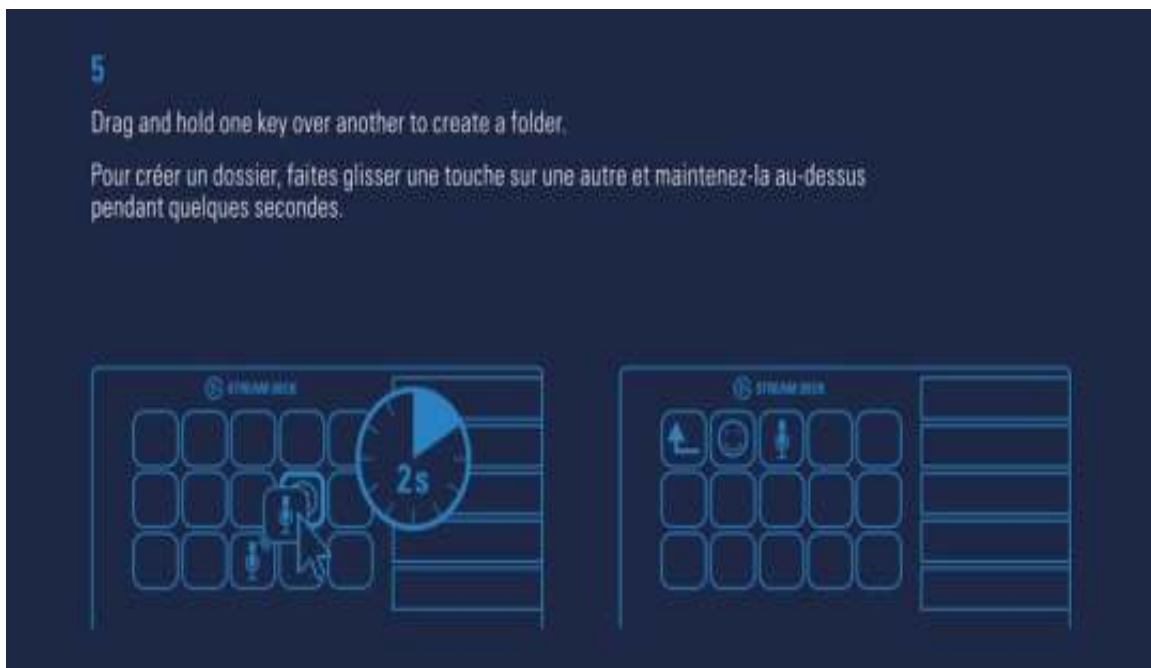 5
Drag and hold one key over another to create a folder.
Pour créer un dossier, faites glisser une touche sur une autre et maintenez-la au-dessus
pendant quelques secondes.
STREAM DECK
2s
STREAM DECK